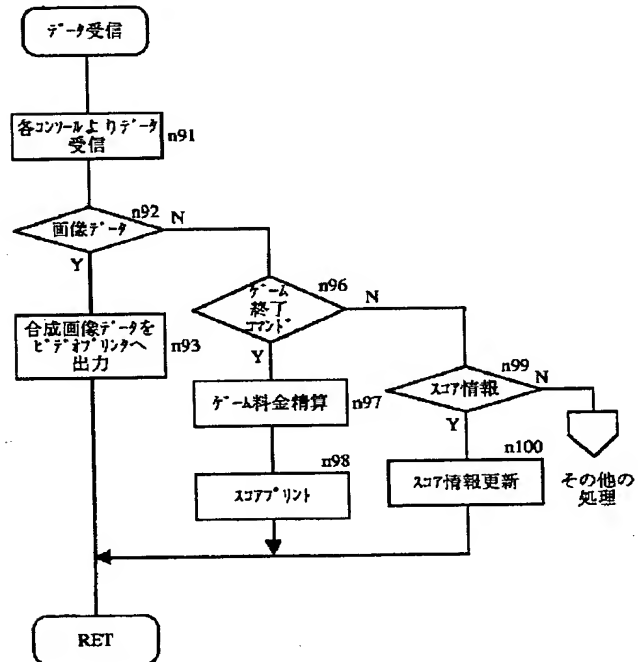 データ受信
各コンソールよりデータ
受信
n91
n92
画像データ
N
Y
合成画像データを
ビデオプリンタへ
出力
n93
n96
ゲーム
終了
コマンド
N
Y
ゲーム料金精算
n97
n98
スコアプリント
n99
スコア情報
N
Y
n100
スコア情報更新
その他の
処理
RET